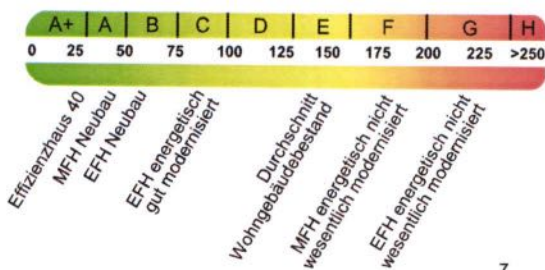 A+ A B C D E F G H
0 25 50 75 100 125 150 175 200 225 >250
Effizienzhaus 40
MFH Neubau
EFH Neubau
EFH energetisch
gut modernisiert
Durchschnitt
Wohngebäudebestand
MFH energetisch nicht
wesentlich modernisiert
EFH energetisch nicht
wesentlich modernisiert